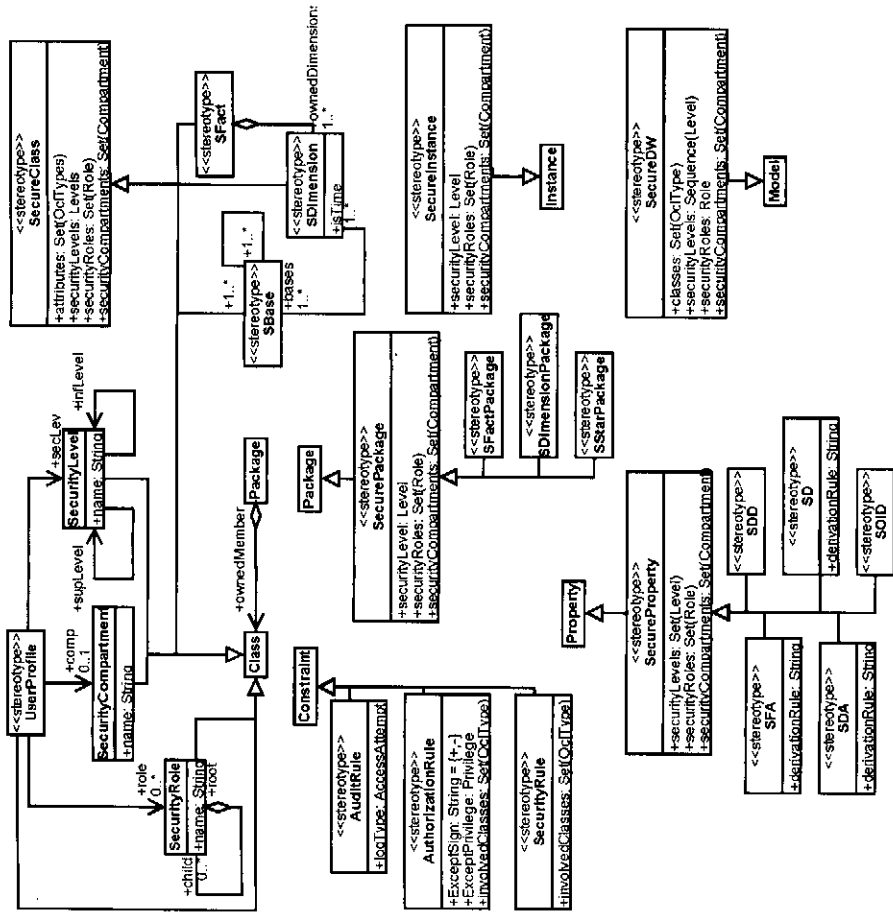 <<stereotype>>
UserProfile
+role
0..*
+comp
0..1
+secLev
SecurityRole
+name: String
+root
+child
0..*
SecurityCompartment
+name: String
SecurityLevel
+name: String
+supLevel
+infLevel
Class
+ownedMember
Package
<<stereotype>>
SecureClass
+attributes: Set(OclTypes)
+securityLevels: Levels
+securityRoles: Set(Role)
+securityCompartments: Set(Compartment)
<<stereotype>>
SFact
+ownedDimension:
1..*
<<stereotype>>
SDimension
+isTime
1..*
<<stereotype>>
SBase
+1..*
+1..*
+bases
1..*
Constraint
<<stereotype>>
AuditRule
+logType: AccessAttempt
<<stereotype>>
AuthorizationRule
+ExceptSign: String = {+,-}
+ExceptPrivilege: Privilege
+involvedClasses: Set(OclType)
<<stereotype>>
SecurityRule
+involvedClasses: Set(OclType)
Package
<<stereotype>>
SecurePackage
+securityLevel: Level
+securityRoles: Set(Role)
+securityCompartments: Set(Compartment)
<<stereotype>>
SFactPackage
<<stereotype>>
SDImensionPackage
<<stereotype>>
SStarPackage
<<stereotype>>
SecureInstance
+securityLevel: Level
+securityRoles: Set(Role)
+securityCompartments: Set(Compartment)
Instance
Property
<<stereotype>>
SecureProperty
+securityLevels: Set(Level)
+securityRoles: Set(Role)
+securityCompartments: Set(Compartment)
<<stereotype>>
SFA
+derivationRule: String
<<stereotype>>
SDA
+derivationRule: String
<<stereotype>>
SDD
<<stereotype>>
SD
+derivationRule: String
<<stereotype>>
SOID
<<stereotype>>
SecureDW
+classes: Set(OclType)
+securityLevels: Sequence(Level)
+securityRoles: Role
+securityCompartments: Set(Compartment)
Model